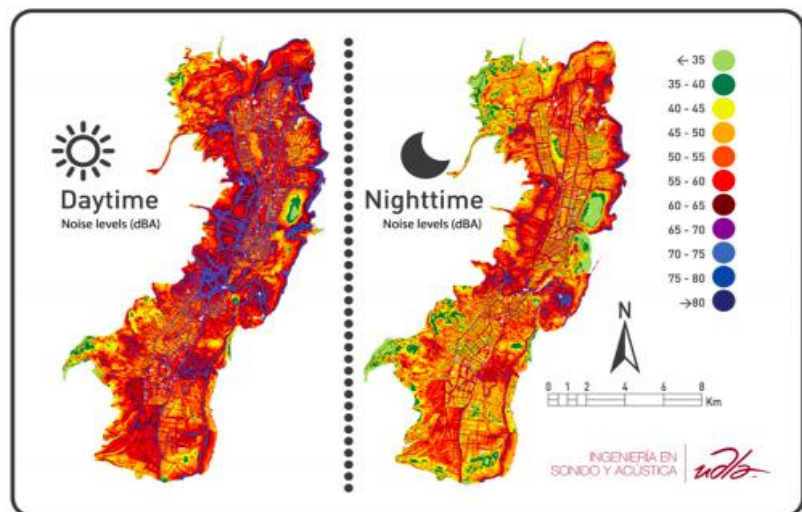 Daytime
Noise levels (dBA)
Nighttime
Noise levels (dBA)
← 35
35 - 40
40 - 45
45 - 50
50 - 55
55 - 60
60 - 65
65 - 70
70 - 75
75 - 80
→80
N
0 1 2 4 6 8
Km
INGENIERÍA EN
SONIDO Y ACÚSTICA
udla